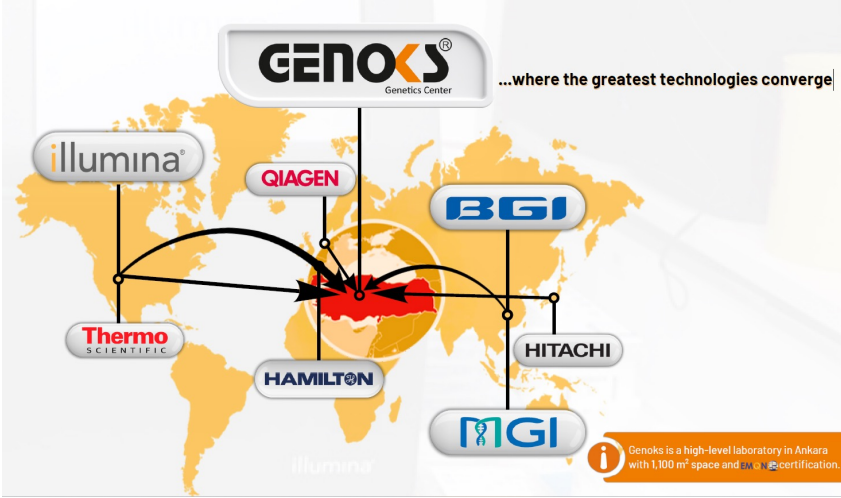 GENOKS®
Genetics Center
...where the greatest technologies converge
illumina®
QIAGEN
BGI
Thermo
SCIENTIFIC
HAMILTON
HITACHI
MGI
illumina
Genoks is a high-level laboratory in Ankara
with 1,100 m² space and certification.